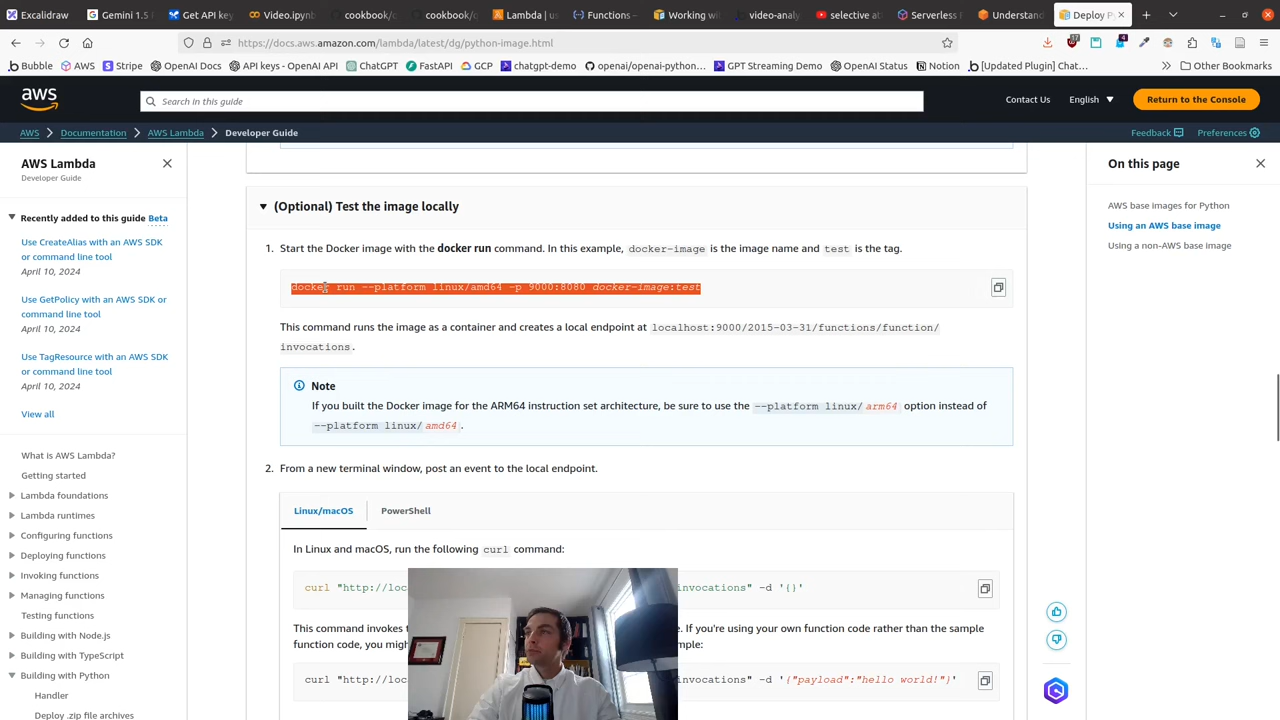 Excalidraw
Gemini 1.5 F
Get API key
Video.ipynb
cookbook/c
cookbook/g
Lambda | us
Functions –
Working wi
video-analy
selective at
Serverless F
Understand
Deploy Py
https://docs.aws.amazon.com/lambda/latest/dg/python-image.html
Bubble AWS Stripe OpenAI Docs API keys - OpenAI API ChatGPT FastAPI GCP chatgpt-demo openai/openai-python... GPT Streaming Demo OpenAI Status Notion [Updated Plugin] Chat... Other Bookmarks
aws
Search in this guide
Contact Us English Return to the Console
AWS Documentation AWS Lambda Developer Guide
Feedback Preferences
AWS Lambda
Developer Guide
Recently added to this guide Beta
Use CreateAlias with an AWS SDK
or command line tool
April 10, 2024
Use GetPolicy with an AWS SDK or
command line tool
April 10, 2024
Use TagResource with an AWS SDK
or command line tool
April 10, 2024
View all
What is AWS Lambda?
Getting started
Lambda foundations
Lambda runtimes
Configuring functions
Deploying functions
Invoking functions
Managing functions
Testing functions
Building with Node.js
Building with TypeScript
Building with Python
Handler
Deploy .zip file archives
(Optional) Test the image locally
1. Start the Docker image with the docker run command. In this example, docker-image is the image name and test is the tag.
docker run --platform linux/amd64 -p 9000:8080 docker-image:test
This command runs the image as a container and creates a local endpoint at localhost:9000/2015-03-31/functions/function/
invocations.
Note
If you built the Docker image for the ARM64 instruction set architecture, be sure to use the --platform linux/arm64 option instead of
--platform linux/amd64.
2. From a new terminal window, post an event to the local endpoint.
Linux/macOS PowerShell
In Linux and macOS, run the following curl command:
curl "http://loc nvocations" -d '{}'
This command invokes t e. If you're using your own function code rather than the sample
function code, you migh mple:
curl "http://loc nvocations" -d '{"payload":"hello world!"}'
On this page
AWS base images for Python
Using an AWS base image
Using a non-AWS base image